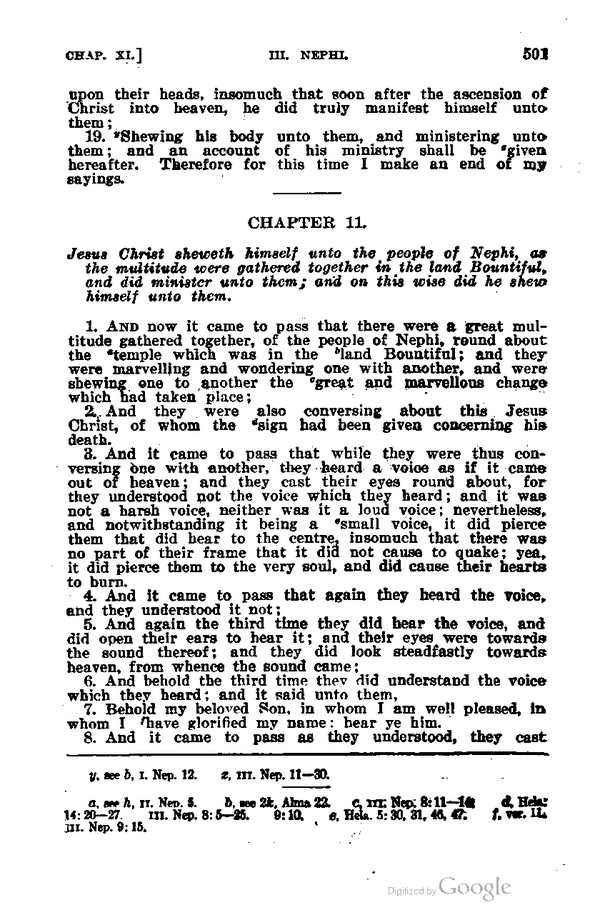 CHAP. XI.] III. NEPHI. 501
upon their heads, insomuch that soon after the ascension of
Christ into heaven, he did truly manifest himself unto
them;
19. ᶻShewing his body unto them, and ministering unto
them; and an account of his ministry shall be ᶻgiven
hereafter. Therefore for this time I make an end of my
sayings.
CHAPTER 11.
Jesus Christ sheweth himself unto the people of Nephi, as
the multitude were gathered together in the land Bountiful,
and did minister unto them; and on this wise did he shew
himself unto them.
1. AND now it came to pass that there were a great mul-
titude gathered together, of the people of Nephi, round about
the ᵃtemple which was in the ᵇland Bountiful; and they
were marvelling and wondering one with another, and were
shewing one to another the ᶜgreat and marvellous change
which had taken place;
2. And they were also conversing about this Jesus
Christ, of whom the ᵈsign had been given concerning his
death.
3. And it came to pass that while they were thus con-
versing one with another, they heard a voice as if it came
out of heaven; and they cast their eyes round about, for
they understood not the voice which they heard; and it was
not a harsh voice, neither was it a loud voice; nevertheless,
and notwithstanding it being a ᵉsmall voice, it did pierce
them that did hear to the centre, insomuch that there was
no part of their frame that it did not cause to quake; yea,
it did pierce them to the very soul, and did cause their hearts
to burn.
4. And it came to pass that again they heard the voice,
and they understood it not;
5. And again the third time they did hear the voice, and
did open their ears to hear it; and their eyes were towards
the sound thereof; and they did look steadfastly towards
heaven, from whence the sound came;
6. And behold the third time they did understand the voice
which they heard; and it said unto them,
7. Behold my beloved Son, in whom I am well pleased, in
whom I ᶠhave glorified my name: hear ye him.
8. And it came to pass as they understood, they cast
y, see b, I. Nep. 12. z, III. Nep. 11—30.
a, see h, II. Nep. 5. b, see 2k, Alma 22. c, III. Nep. 8: 11—14. d, Hela.
14: 20—27. III. Nep. 8: 5—25. 9: 10. e, Hela. 5: 30, 31, 46, 47. f, ver. 11.
III. Nep. 9: 15.
Digitized by Google